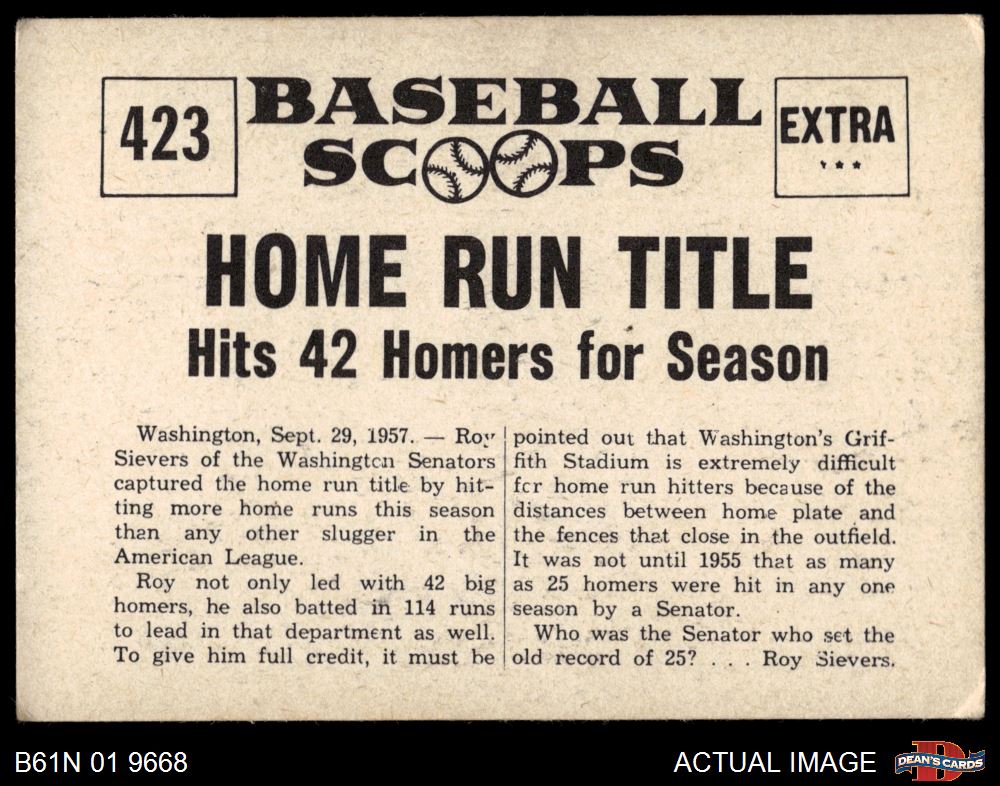 423
BASEBALL
SCOOPS
EXTRA
***
HOME RUN TITLE
Hits 42 Homers for Season
Washington, Sept. 29, 1957. — Roy
Sievers of the Washington Senators
captured the home run title by hit-
ting more home runs this season
than any other slugger in the
American League.
Roy not only led with 42 big
homers, he also batted in 114 runs
to lead in that department as well.
To give him full credit, it must be
pointed out that Washington's Grif-
fith Stadium is extremely difficult
for home run hitters because of the
distances between home plate and
the fences that close in the outfield.
It was not until 1955 that as many
as 25 homers were hit in any one
season by a Senator.
Who was the Senator who set the
old record of 25? . . . Roy Sievers.
B61N 01 9668
ACTUAL IMAGE
D
DEAN'S CARDS